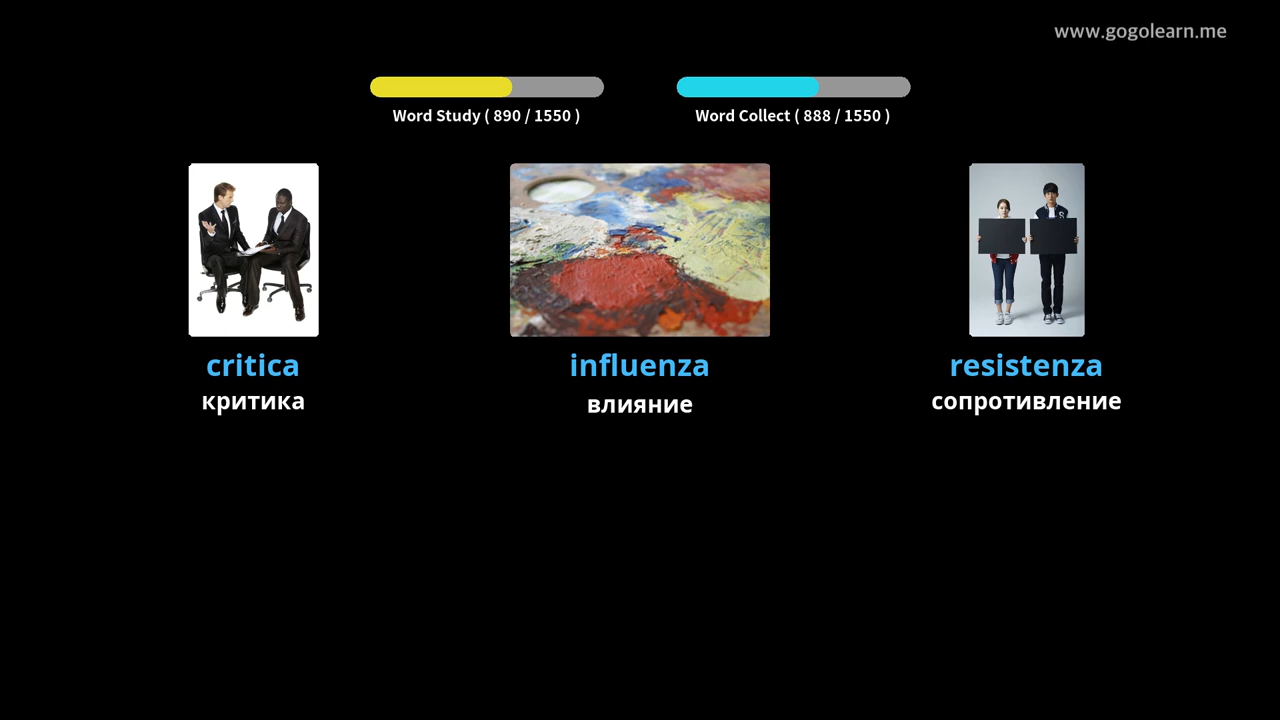 www.gogolearn.me
Word Study ( 890 / 1550 )
Word Collect ( 888 / 1550 )
critica
influenza
resistenza
критика
влияние
сопротивление